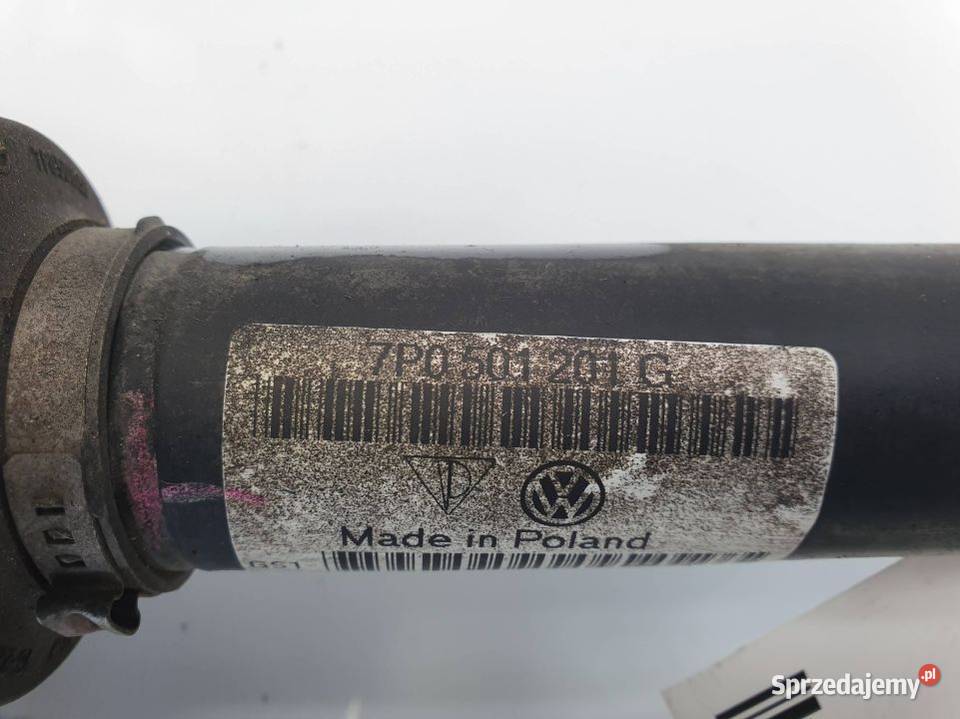 7P0 501 201 G
Made in Poland
GS1
Sprzedajemy.pl